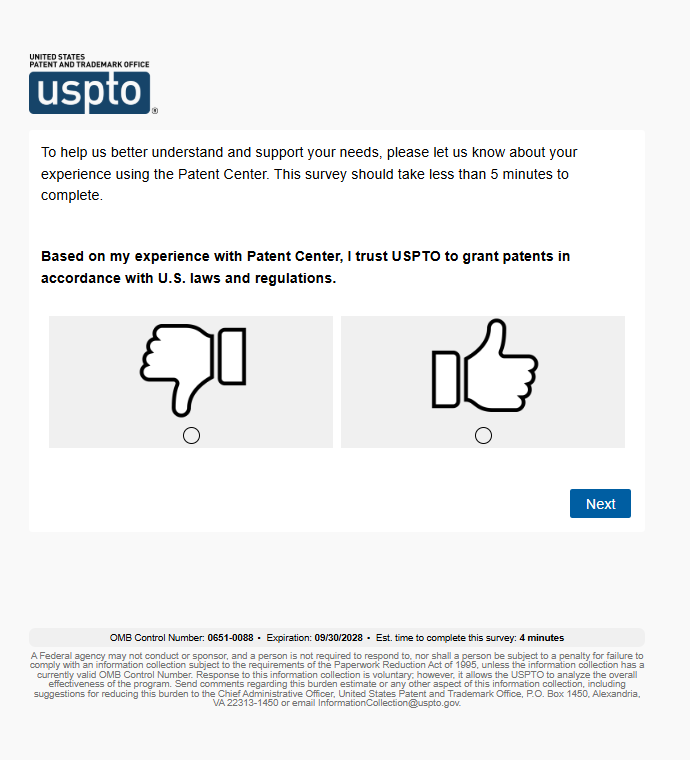 UNITED STATES
PATENT AND TRADEMARK OFFICE
uspto®
To help us better understand and support your needs, please let us know about your
experience using the Patent Center. This survey should take less than 5 minutes to
complete.
Based on my experience with Patent Center, I trust USPTO to grant patents in
accordance with U.S. laws and regulations.
Next
OMB Control Number: 0651-0088 • Expiration: 09/30/2028 • Est. time to complete this survey: 4 minutes
A Federal agency may not conduct or sponsor, and a person is not required to respond to, nor shall a person be subject to a penalty for failure to
comply with an information collection subject to the requirements of the Paperwork Reduction Act of 1995, unless the information collection has a
currently valid OMB Control Number. Response to this information collection is voluntary; however, it allows the USPTO to analyze the overall
effectiveness of the program. Send comments regarding this burden estimate or any other aspect of this information collection, including
suggestions for reducing this burden to the Chief Administrative Officer, United States Patent and Trademark Office, P.O. Box 1450, Alexandria,
VA 22313-1450 or email InformationCollection@uspto.gov.